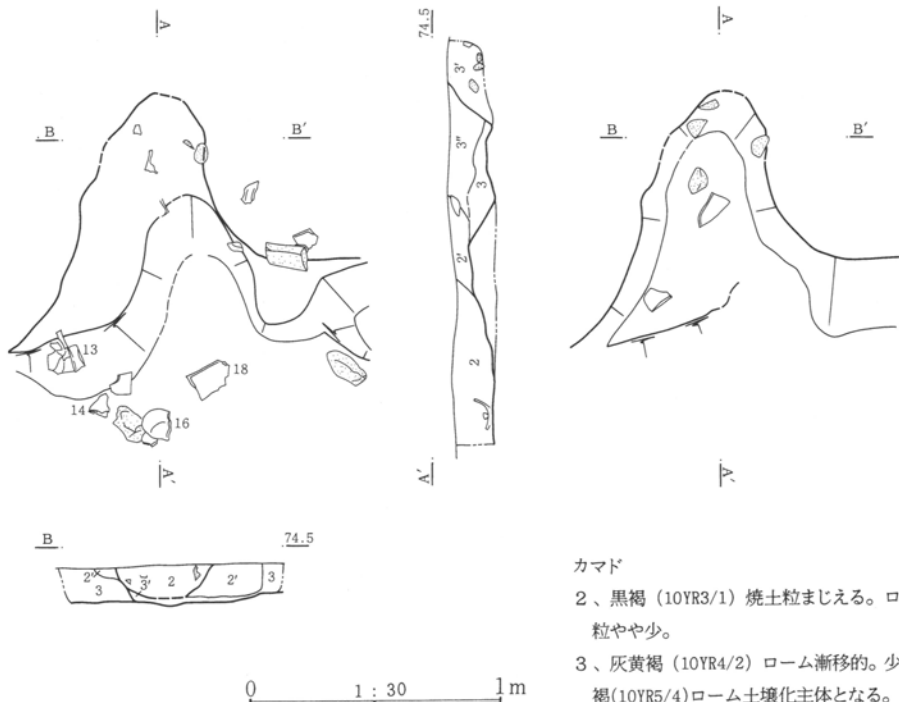 A
74.5
A
3'
B
B'
3"
3
B
B'
2'
13
2
18
14
16
A'
A'
A'
B
74.5
2'
3
3'
2
2'
3
カマド
2、黒褐(10YR3/1)焼土粒まじえる。ロ
粒やや少。
3、灰黄褐(10YR4/2)ローム漸移的。少
褐(10YR5/4)ローム土壌化主体となる。
0
1:30
1m